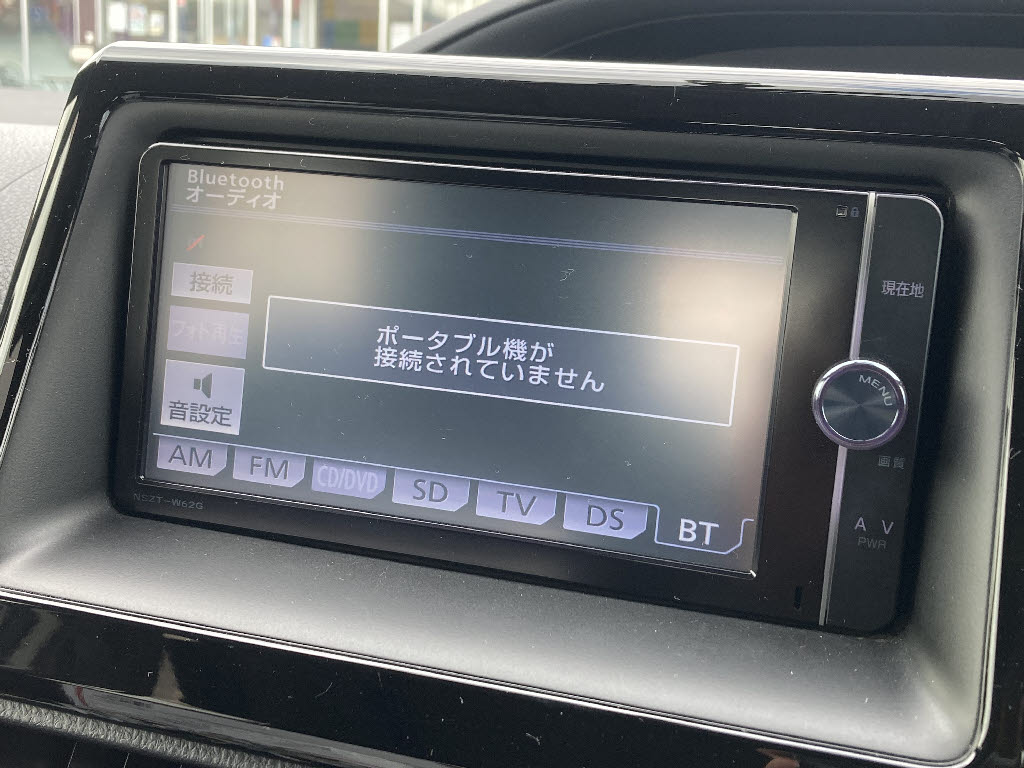 Bluetooth
オーディオ
接続
フォト再生
音設定
ポータブル機が
接続されていません
AM
FM
CD/DVD
SD
TV
DS
BT
NSZT-W62G
現在地
MENU
画質
AV
PWR